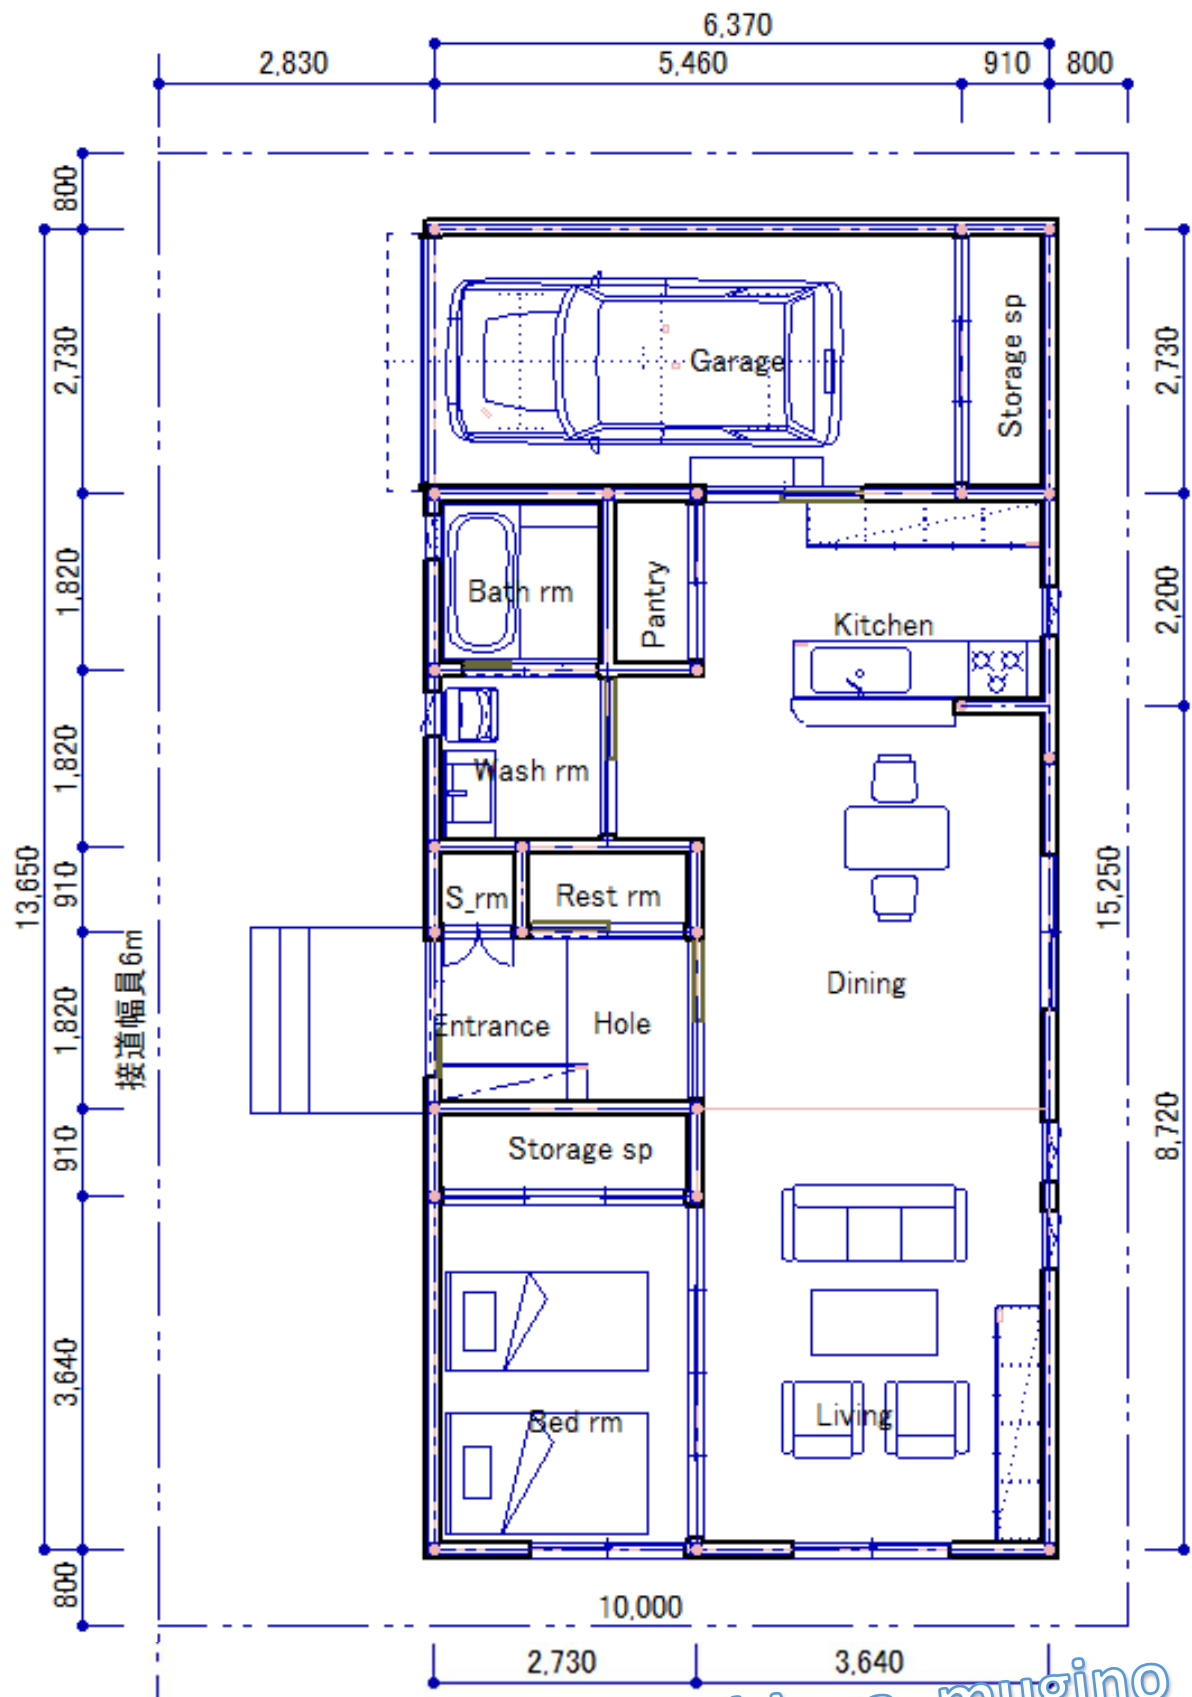 6,370
2,830
5,460
910
800
800
13,650
2,730
1,820
1,820
910
1,820
910
3,640
800
接道幅員6m
Garage
Storage sp
Bath rm
Pantry
Kitchen
Wash rm
S_rm
Rest rm
Dining
Entrance
Hole
Storage sp
Bed rm
Living
2,730
2,200
15,250
8,720
10,000
2,730
3,640
mugino